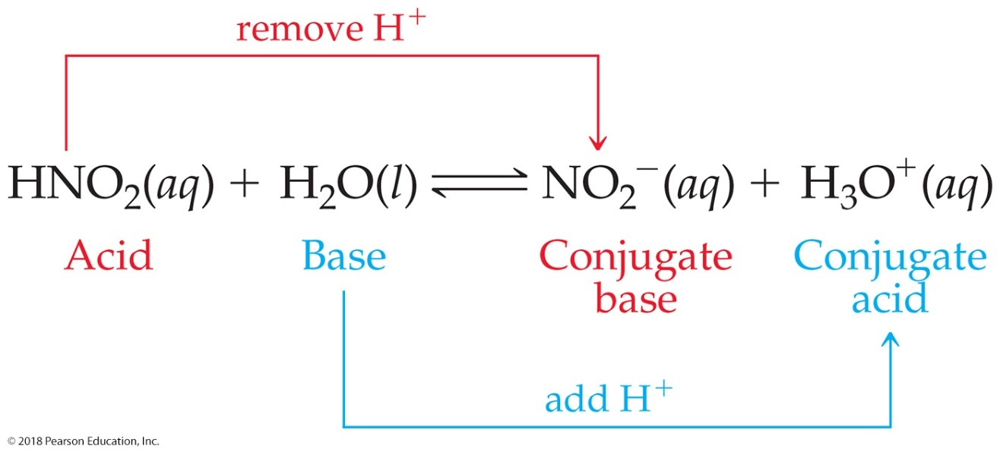 remove H⁺
HNO₂(aq) + H₂O(l) ⇌ NO₂⁻(aq) + H₃O⁺(aq)
Acid Base Conjugate base Conjugate acid
add H⁺
© 2018 Pearson Education, Inc.